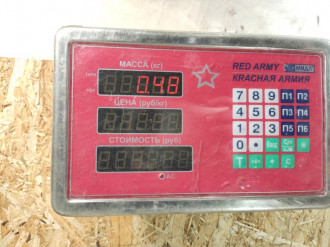 МАССА (кг)
0.48
ЦЕНА (руб/кг)
СТОИМОСТЬ (руб)
AC
RED ARMY
КРАСНАЯ АРМИЯ
7 8 9 П1 П2
4 5 6 П3 П4
1 2 3 П5 П6
0
T + C